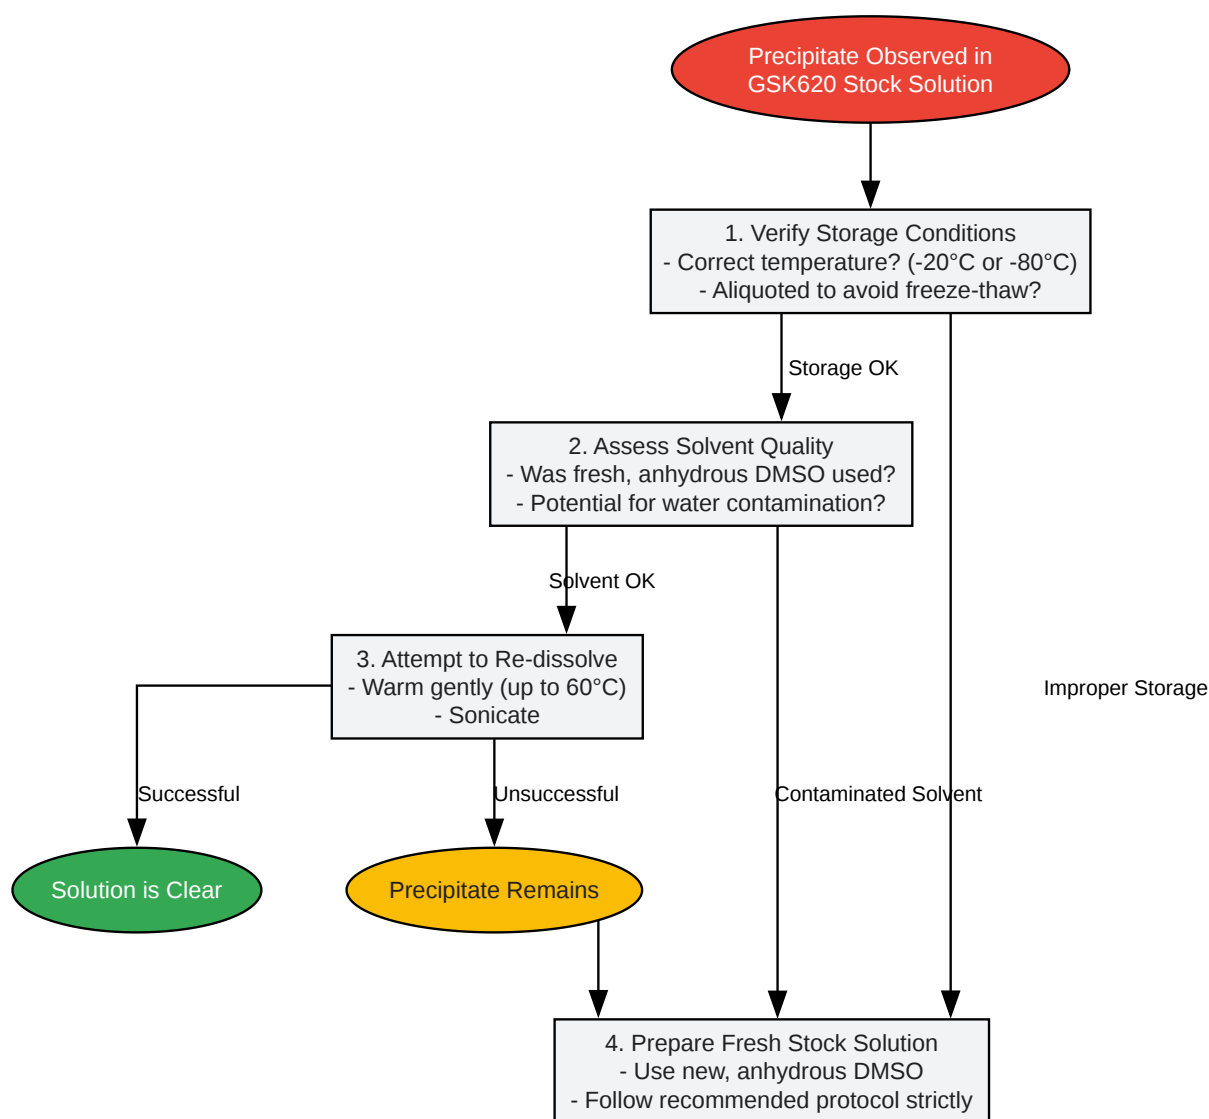 Precipitate Observed in
GSK620 Stock Solution
1. Verify Storage Conditions
- Correct temperature? (-20°C or -80°C)
- Aliquoted to avoid freeze-thaw?
Storage OK
2. Assess Solvent Quality
- Was fresh, anhydrous DMSO used?
- Potential for water contamination?
Solvent OK
3. Attempt to Re-dissolve
- Warm gently (up to 60°C)
- Sonicate
Improper Storage
Successful
Unsuccessful
Contaminated Solvent
Solution is Clear
Precipitate Remains
4. Prepare Fresh Stock Solution
- Use new, anhydrous DMSO
- Follow recommended protocol strictly